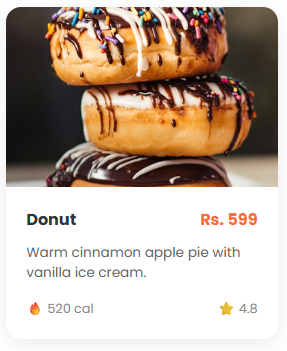 Donut Rs. 599
Warm cinnamon apple pie with
vanilla ice cream.
520 cal 4.8